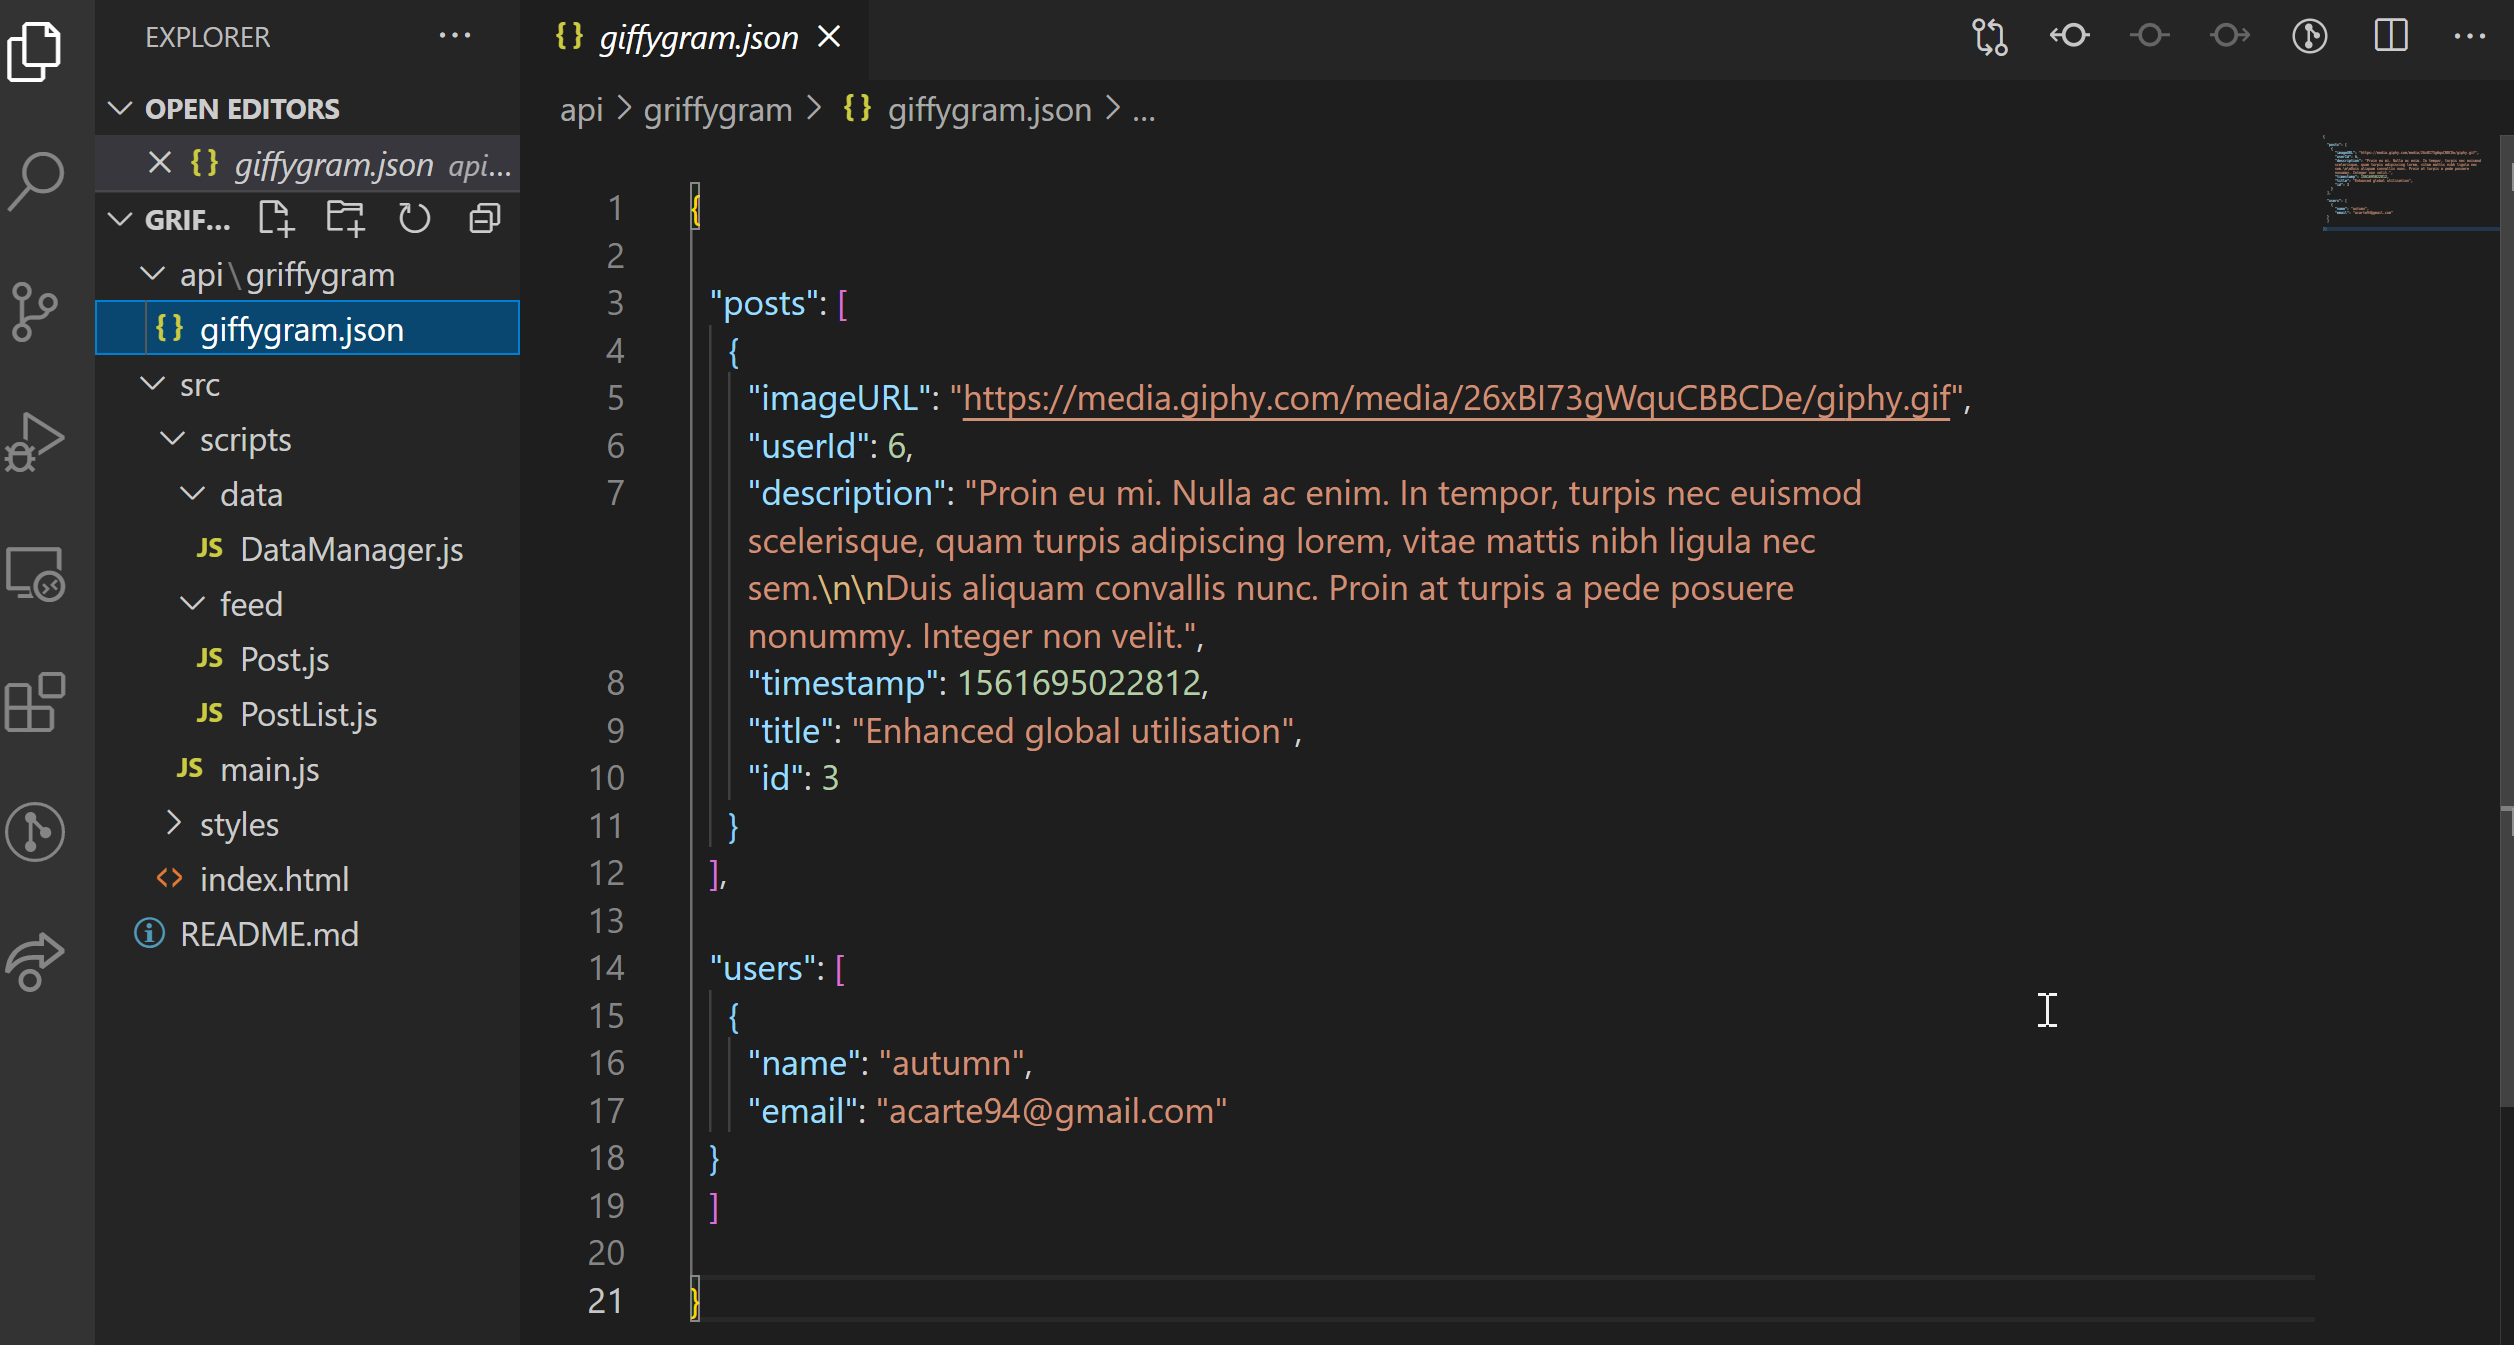 EXPLORER
OPEN EDITORS
giffygram.json api...
GRIF...
api\griffygram
giffygram.json
src
scripts
data
JS DataManager.js
feed
JS Post.js
JS PostList.js
JS main.js
styles
index.html
README.md
{} giffygram.json
api > griffygram > {} giffygram.json > ...
1 {
2
3 "posts": [
4 {
5 "imageURL": "https://media.giphy.com/media/26xBI73gWquCBBCDe/giphy.gif",
6 "userId": 6,
7 "description": "Proin eu mi. Nulla ac enim. In tempor, turpis nec euismod
scelerisque, quam turpis adipiscing lorem, vitae mattis nibh ligula nec
sem.\n\nDuis aliquam convallis nunc. Proin at turpis a pede posuere
nonummy. Integer non velit.",
8 "timestamp": 1561695022812,
9 "title": "Enhanced global utilisation",
10 "id": 3
11 }
12 ],
13
14 "users": [
15 {
16 "name": "autumn",
17 "email": "acarte94@gmail.com"
18 }
19 ]
20
21 }